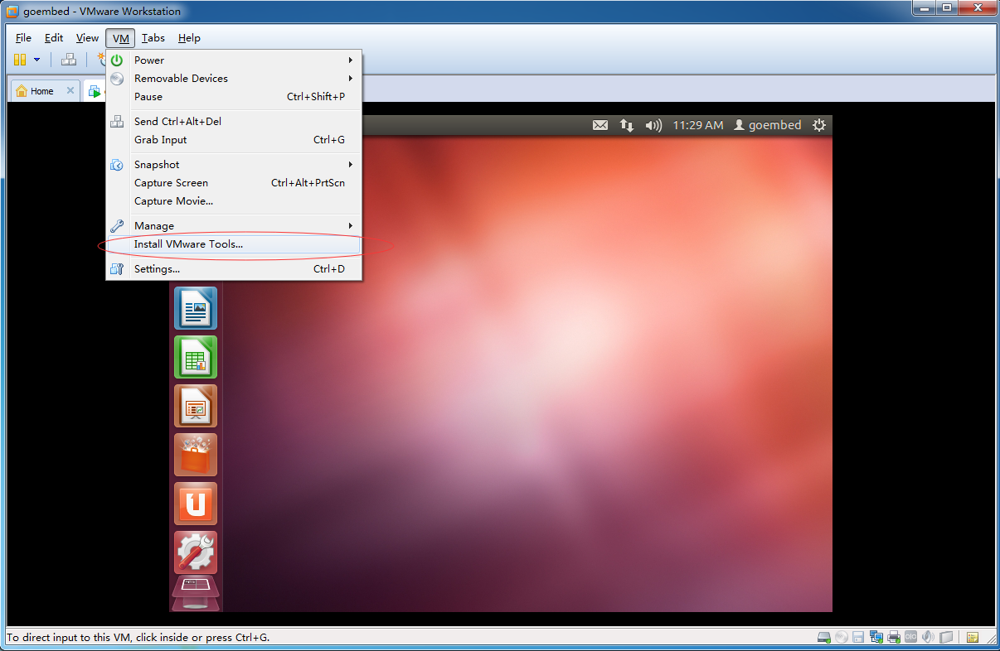 goembed - VMware Workstation
File Edit View VM Tabs Help
Home
Power
Removable Devices
Pause Ctrl+Shift+P
Send Ctrl+Alt+Del
Grab Input Ctrl+G
Snapshot
Capture Screen Ctrl+Alt+PrtScn
Capture Movie...
Manage
Install VMware Tools...
Settings... Ctrl+D
11:29 AM goembed
To direct input to this VM, click inside or press Ctrl+G.